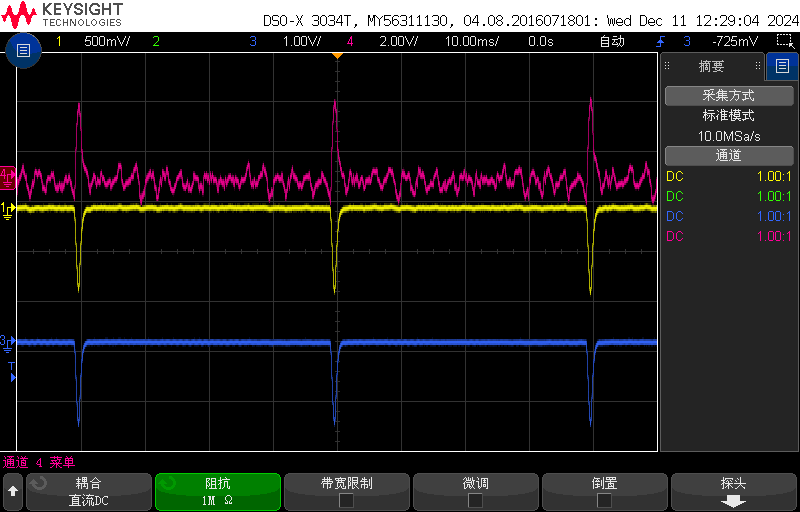 KEYSIGHT
TECHNOLOGIES
DSO-X 3034T, MY56311130, 04.08.2016071801: Wed Dec 11 12:29:04 2024
1 500mV/ 2 3 1.00V/ 4 2.00V/ 10.00ms/ 0.0s 自动 3 -725mV
摘要
采集方式
标准模式
10.0MSa/s
通道
DC 1.00:1
DC 1.00:1
DC 1.00:1
DC 1.00:1
4
1
3
T
通道 4 菜单
耦合 阻抗 带宽限制 微调 倒置 探头
直流DC 1M Ω